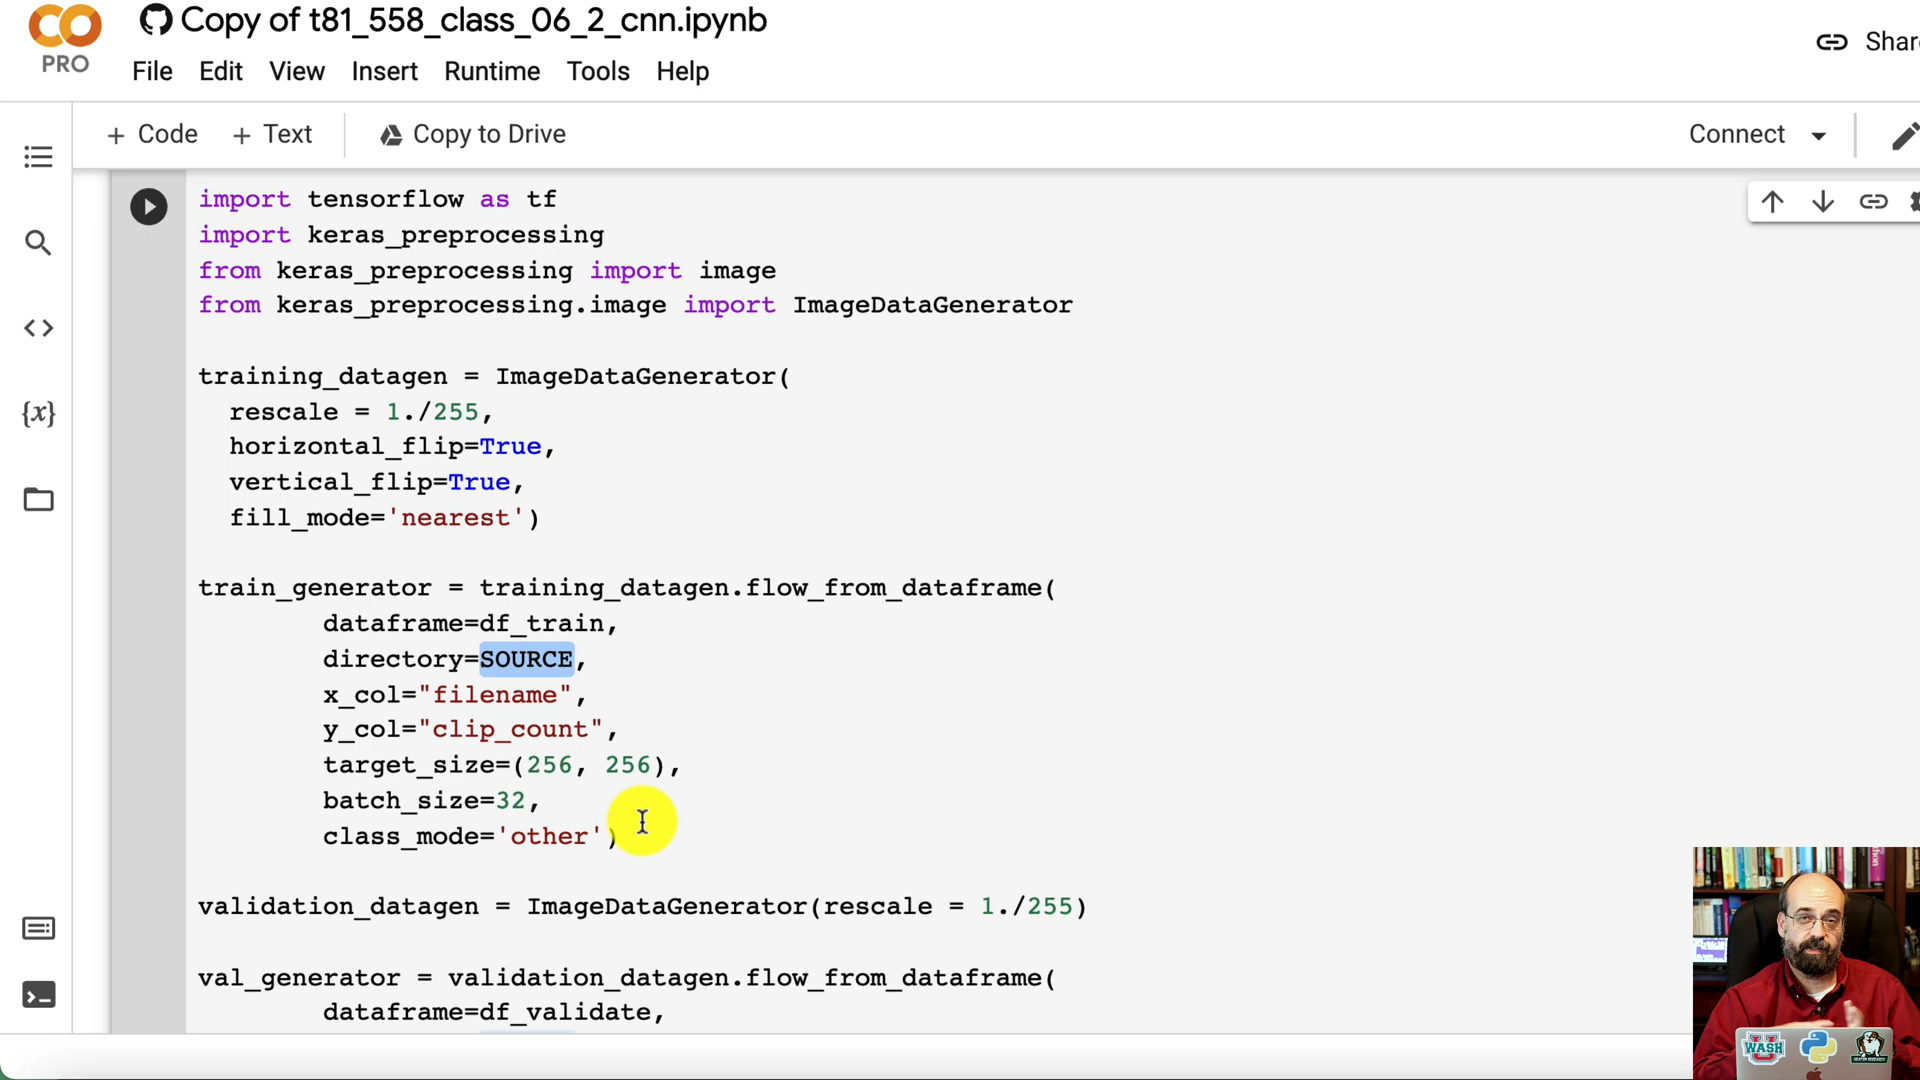 Copy of t81_558_class_06_2_cnn.ipynb
PRO
File Edit View Insert Runtime Tools Help
Shar
+ Code + Text Copy to Drive
Connect
import tensorflow as tf
import keras_preprocessing
from keras_preprocessing import image
from keras_preprocessing.image import ImageDataGenerator
training_datagen = ImageDataGenerator(
rescale = 1./255,
horizontal_flip=True,
vertical_flip=True,
fill_mode='nearest')
train_generator = training_datagen.flow_from_dataframe(
dataframe=df_train,
directory=SOURCE,
x_col="filename",
y_col="clip_count",
target_size=(256, 256),
batch_size=32,
class_mode='other')
validation_datagen = ImageDataGenerator(rescale = 1./255)
val_generator = validation_datagen.flow_from_dataframe(
dataframe=df_validate,
{x}
WASH